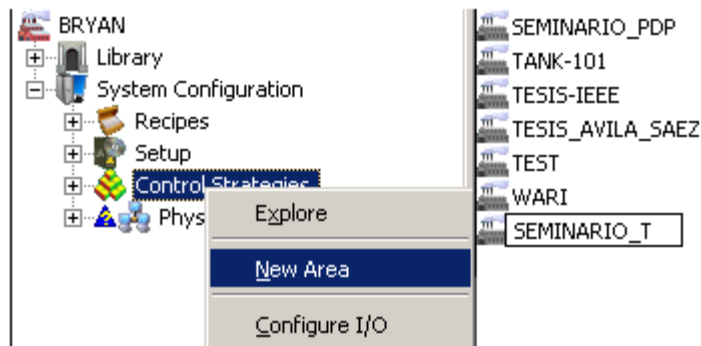 BRYAN
Library
System Configuration
Recipes
Setup
Control Strategies
Phys
Explore
New Area
Configure I/O
SEMINARIO_PDP
TANK-101
TESIS-IEEE
TESIS_AVILA_SAEZ
TEST
WARI
SEMINARIO_T